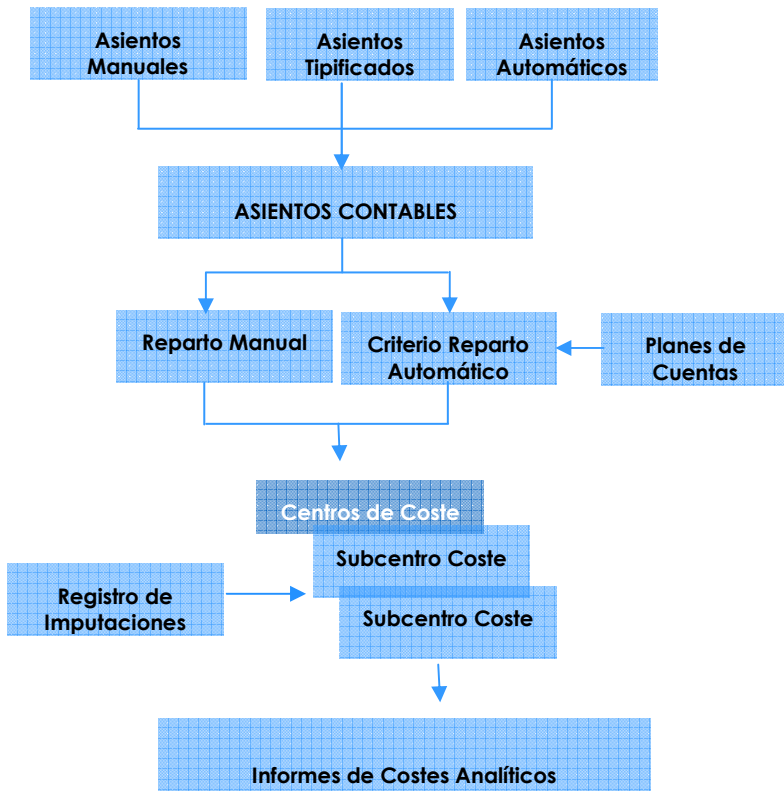 Asientos
Manuales
Asientos
Tipificados
Asientos
Automáticos
ASIENTOS CONTABLES
Reparto Manual
Criterio Reparto
Automático
Planes de
Cuentas
Centros de Coste
Subcentro Coste
Registro de
Imputaciones
Subcentro Coste
Informes de Costes Analíticos